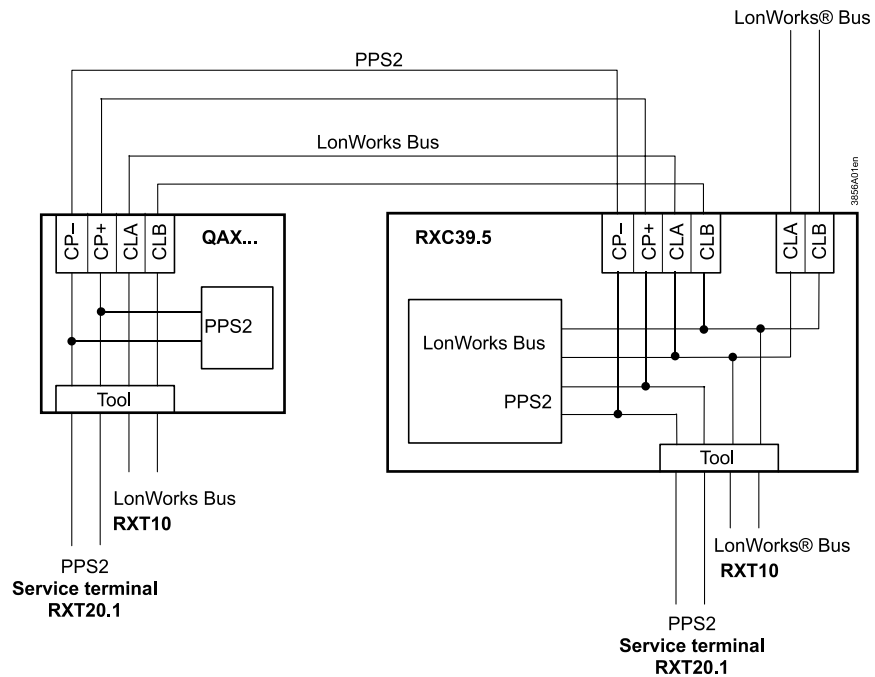 LonWorks® Bus
PPS2
LonWorks Bus
3856A01en
CP–
CP+
CLA
CLB
QAX...
RXC39.5
CP–
CP+
CLA
CLB
CLA
CLB
PPS2
LonWorks Bus
PPS2
Tool
Tool
LonWorks Bus
RXT10
PPS2
Service terminal
RXT20.1
LonWorks® Bus
RXT10
PPS2
Service terminal
RXT20.1